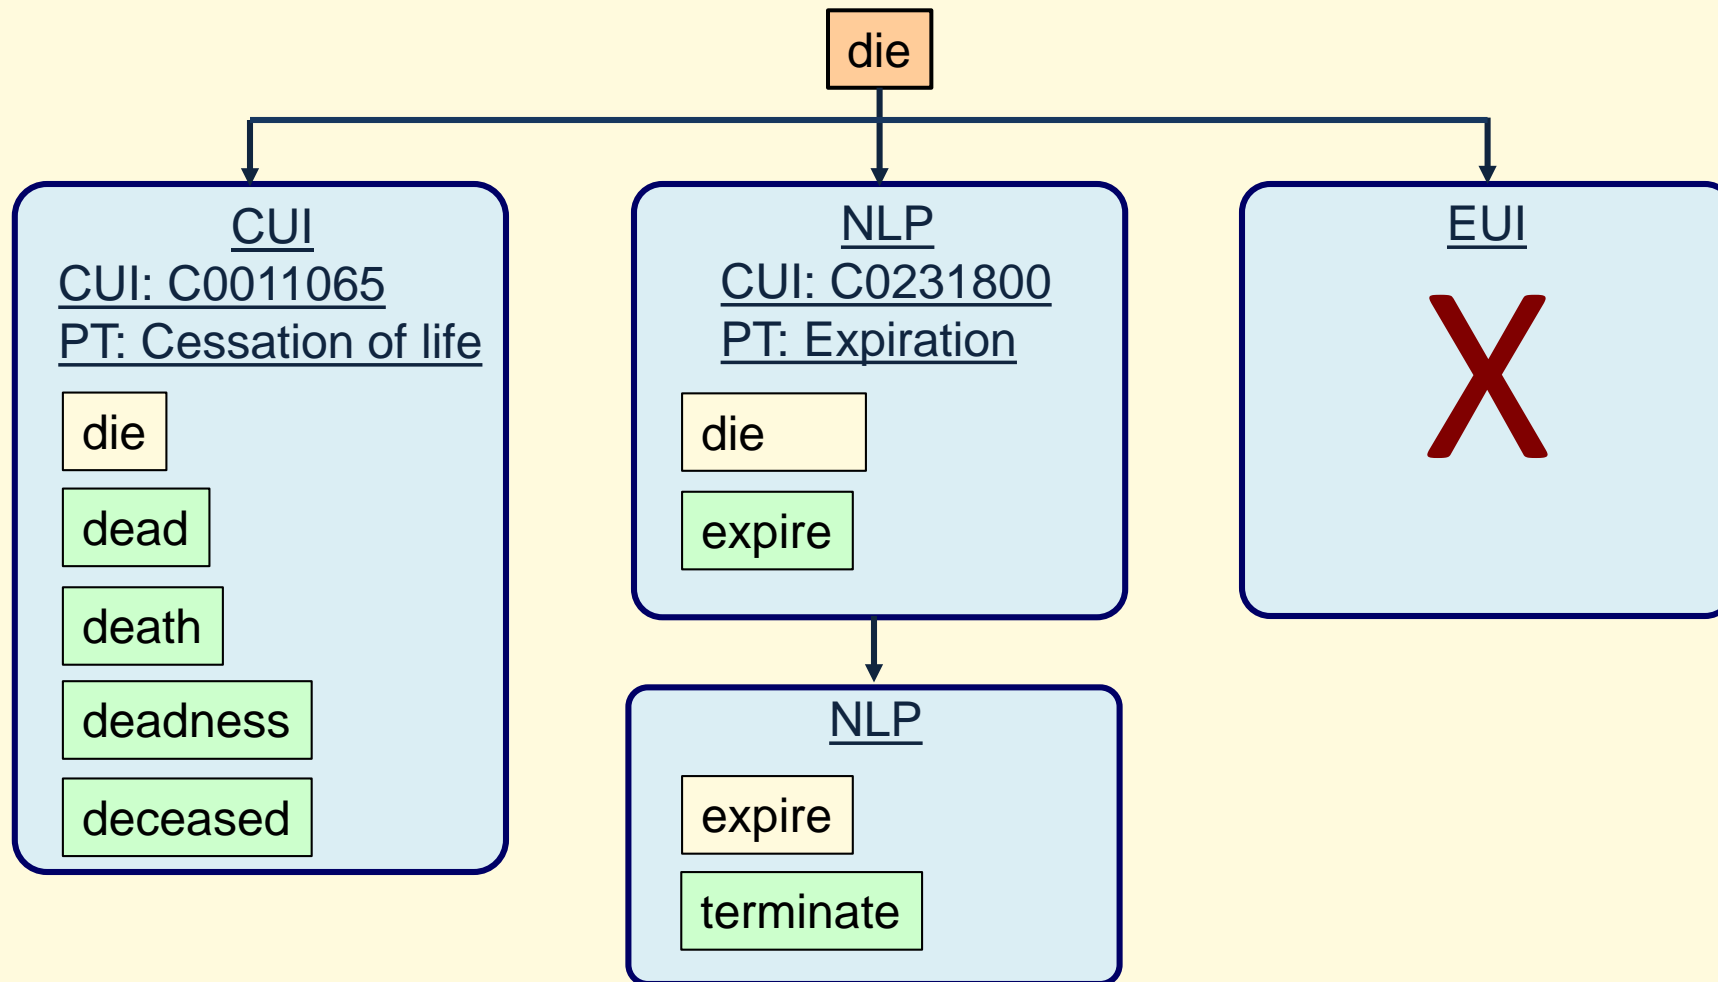 die
CUI
CUI: C0011065
PT: Cessation of life
die
dead
death
deadness
deceased
NLP
CUI: C0231800
PT: Expiration
die
expire
NLP
expire
terminate
EUI
X